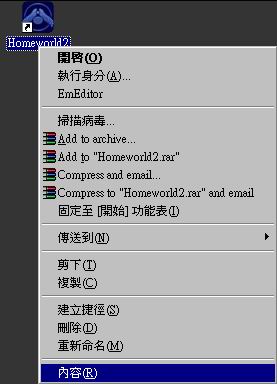 Homeworld2
開啓(O)
執行身分(A)...
EmEditor
掃描病毒...
Add to archive...
Add to "Homeworld2.rar"
Compress and email...
Compress to "Homeworld2.rar" and email
固定至 [開始] 功能表(I)
傳送到(N)
剪下(T)
複製(C)
建立捷徑(S)
刪除(D)
重新命名(M)
內容(R)